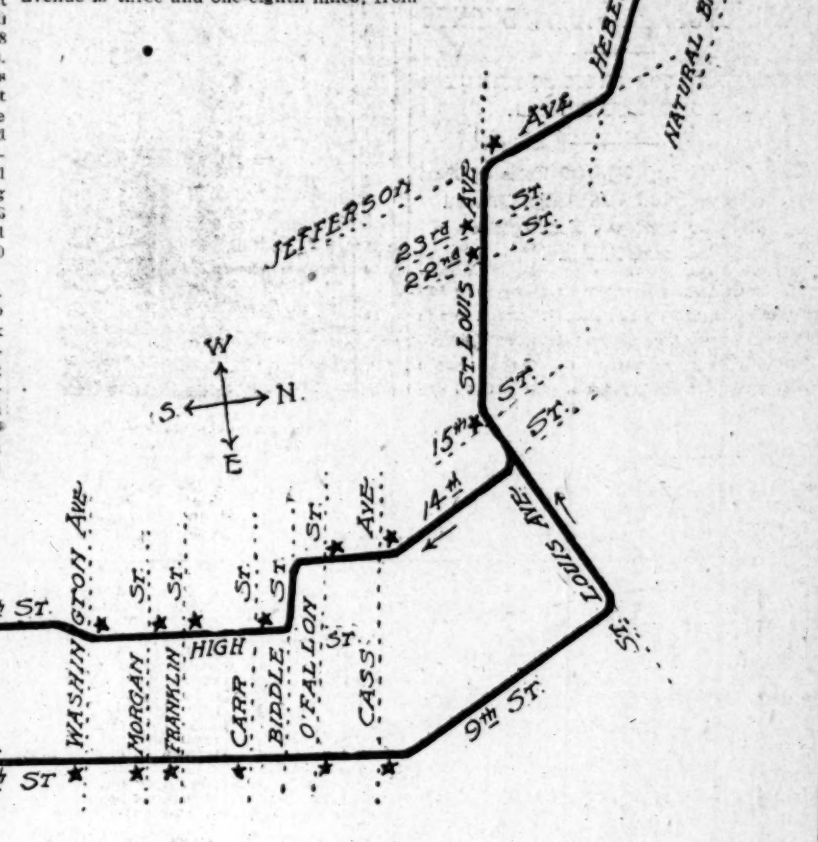 avenue is three and one-eighth miles, from
HEBE
NATURAL B
AVE
JEFFERSON
ST. LOUIS AVE
23rd ST.
22nd ST.
W
S. N.
E
15th ST.
14th ST.
ST. LOUIS AVE.
WASHINGTON AVE
MORGAN ST.
FRANKLIN ST.
CARR ST.
BIDDLE ST.
O'FALLON ST.
CASS AVE
ST.
HIGH ST
9th ST.
ST